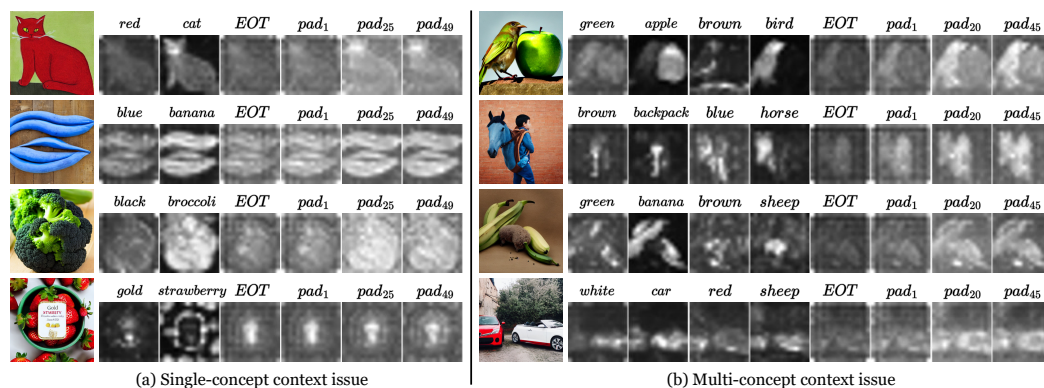 red cat EOT pad₁ pad₂₅ pad₄₉
green apple brown bird EOT pad₁ pad₂₀ pad₄₅
blue banana EOT pad₁ pad₂₅ pad₄₉
brown backpack blue horse EOT pad₁ pad₂₀ pad₄₅
black broccoli EOT pad₁ pad₂₅ pad₄₉
green banana brown sheep EOT pad₁ pad₂₀ pad₄₅
gold strawberry EOT pad₁ pad₂₅ pad₄₉
white car red sheep EOT pad₁ pad₂₀ pad₄₅
Gold
(a) Single-concept context issue
(b) Multi-concept context issue